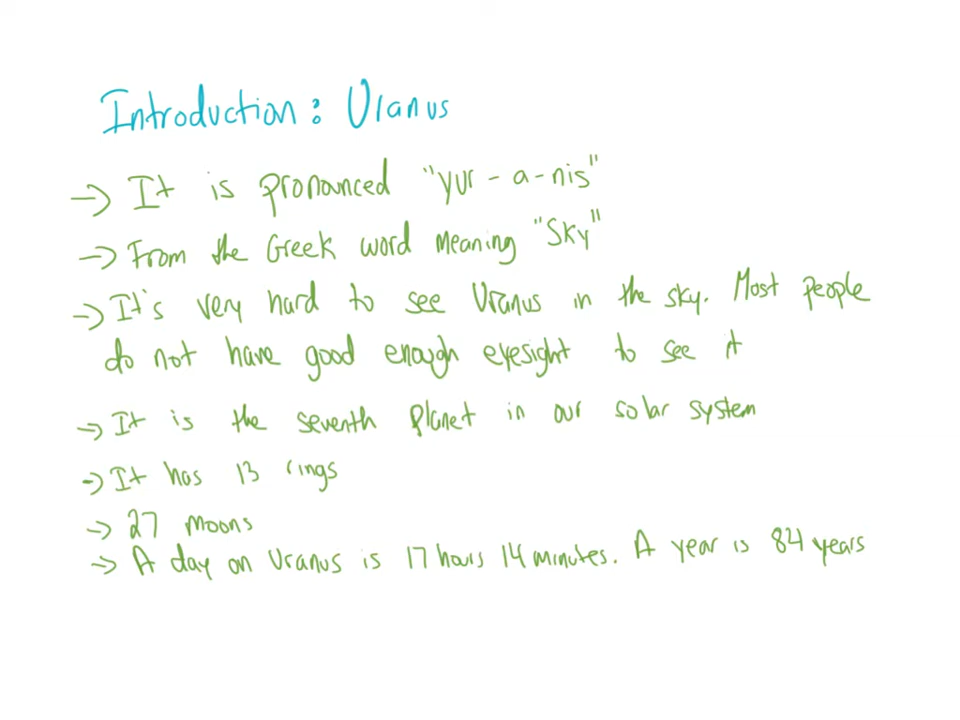 Introduction: Uranus
→ It is pronounced "yur-a-nis"
→ From the Greek word meaning "Sky"
→ It's very hard to see Uranus in the sky. Most people
do not have good enough eyesight to see it
→ It is the seventh planet in our solar system
→ It has 13 rings
→ 27 moons
→ A day on Uranus is 17 hours 14 minutes. A year is 84 years